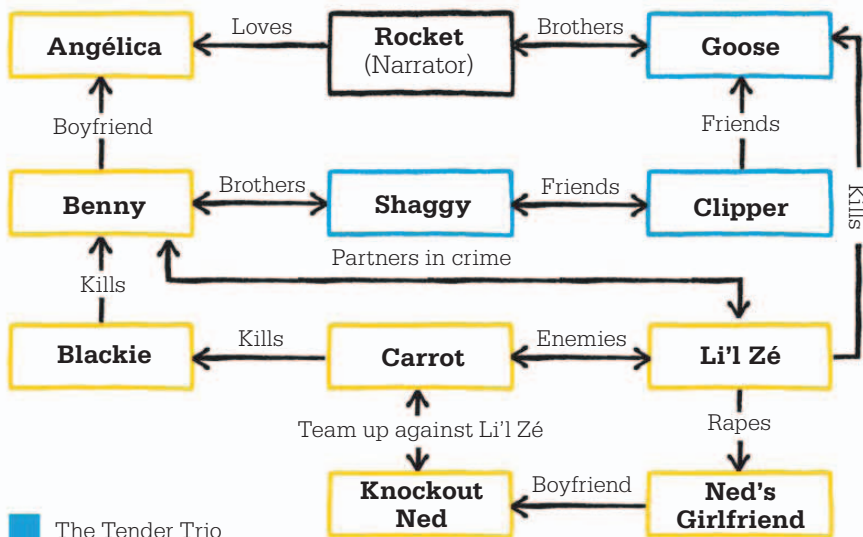 Angélica
Loves
Rocket
(Narrator)
Brothers
Goose
Boyfriend
Friends
Kills
Benny
Brothers
Shaggy
Friends
Clipper
Partners in crime
Kills
Blackie
Kills
Carrot
Enemies
Li'l Zé
Team up against Li'l Zé
Rapes
Knockout
Ned
Boyfriend
Ned's
Girlfriend
The Tender Trio